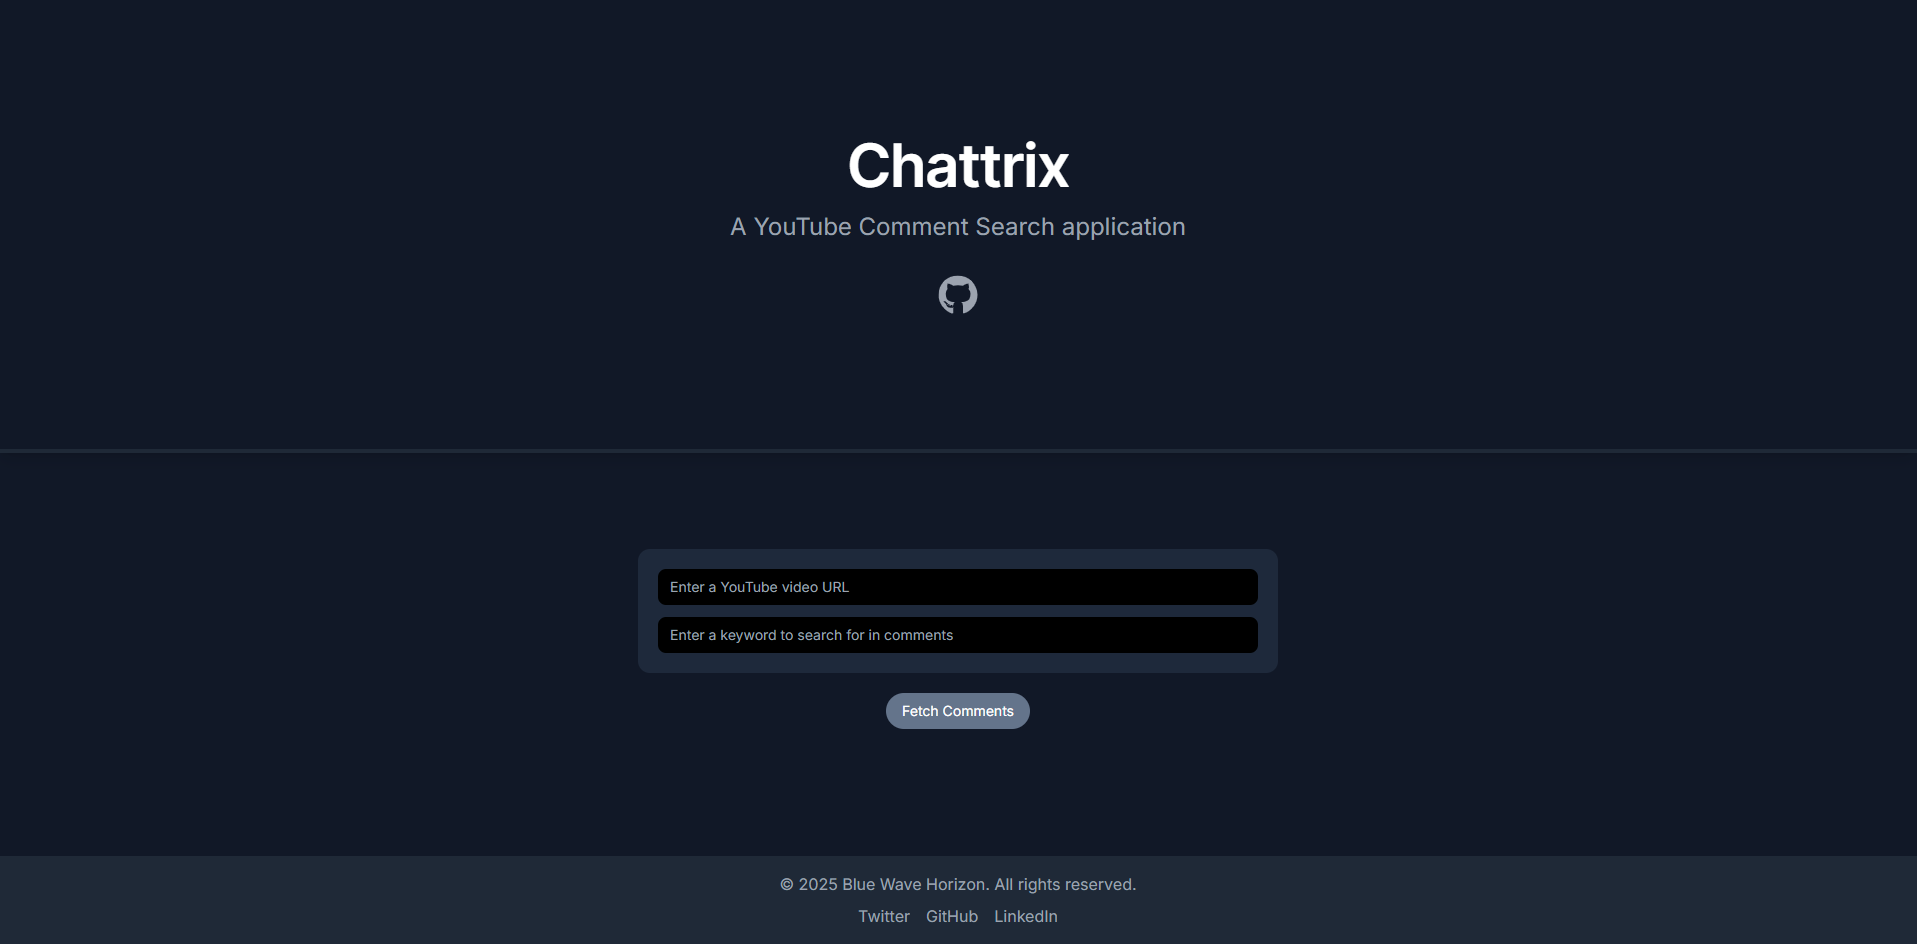 Chattrix
A YouTube Comment Search application
Enter a YouTube video URL
Enter a keyword to search for in comments
Fetch Comments
© 2025 Blue Wave Horizon. All rights reserved.
Twitter GitHub LinkedIn